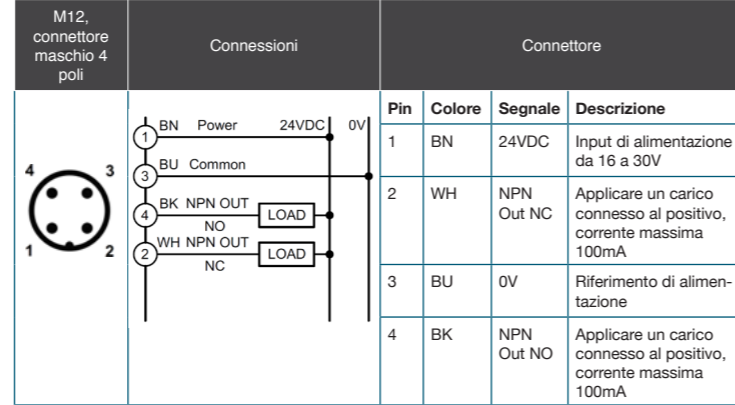 M12,
connettore
maschio 4
poli
Connessioni
Connettore
4 3
1 2
1 BN Power 24VDC 0V
3 BU Common
4 BK NPN OUT LOAD
NO
2 WH NPN OUT LOAD
NC
Pin Colore Segnale Descrizione
1 BN 24VDC Input di alimentazione
da 16 a 30V
2 WH NPN Applicare un carico
Out NC connesso al positivo,
corrente massima
100mA
3 BU 0V Riferimento di alimen-
tazione
4 BK NPN Applicare un carico
Out NO connesso al positivo,
corrente massima
100mA